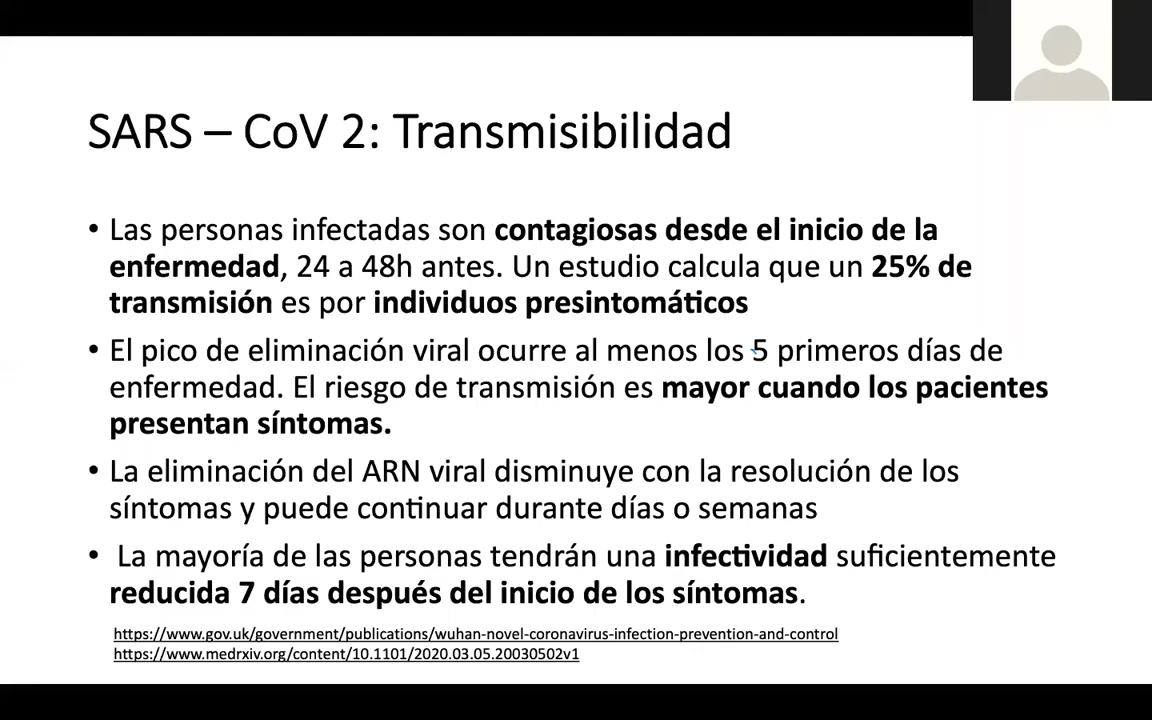 SARS – CoV 2: Transmisibilidad
• Las personas infectadas son contagiosas desde el inicio de la
enfermedad, 24 a 48h antes. Un estudio calcula que un 25% de
transmisión es por individuos presintomáticos
• El pico de eliminación viral ocurre al menos los 5 primeros días de
enfermedad. El riesgo de transmisión es mayor cuando los pacientes
presentan síntomas.
• La eliminación del ARN viral disminuye con la resolución de los
síntomas y puede continuar durante días o semanas
• La mayoría de las personas tendrán una infectividad suficientemente
reducida 7 días después del inicio de los síntomas.
https://www.gov.uk/government/publications/wuhan-novel-coronavirus-infection-prevention-and-control
https://www.medrxiv.org/content/10.1101/2020.03.05.20030502v1